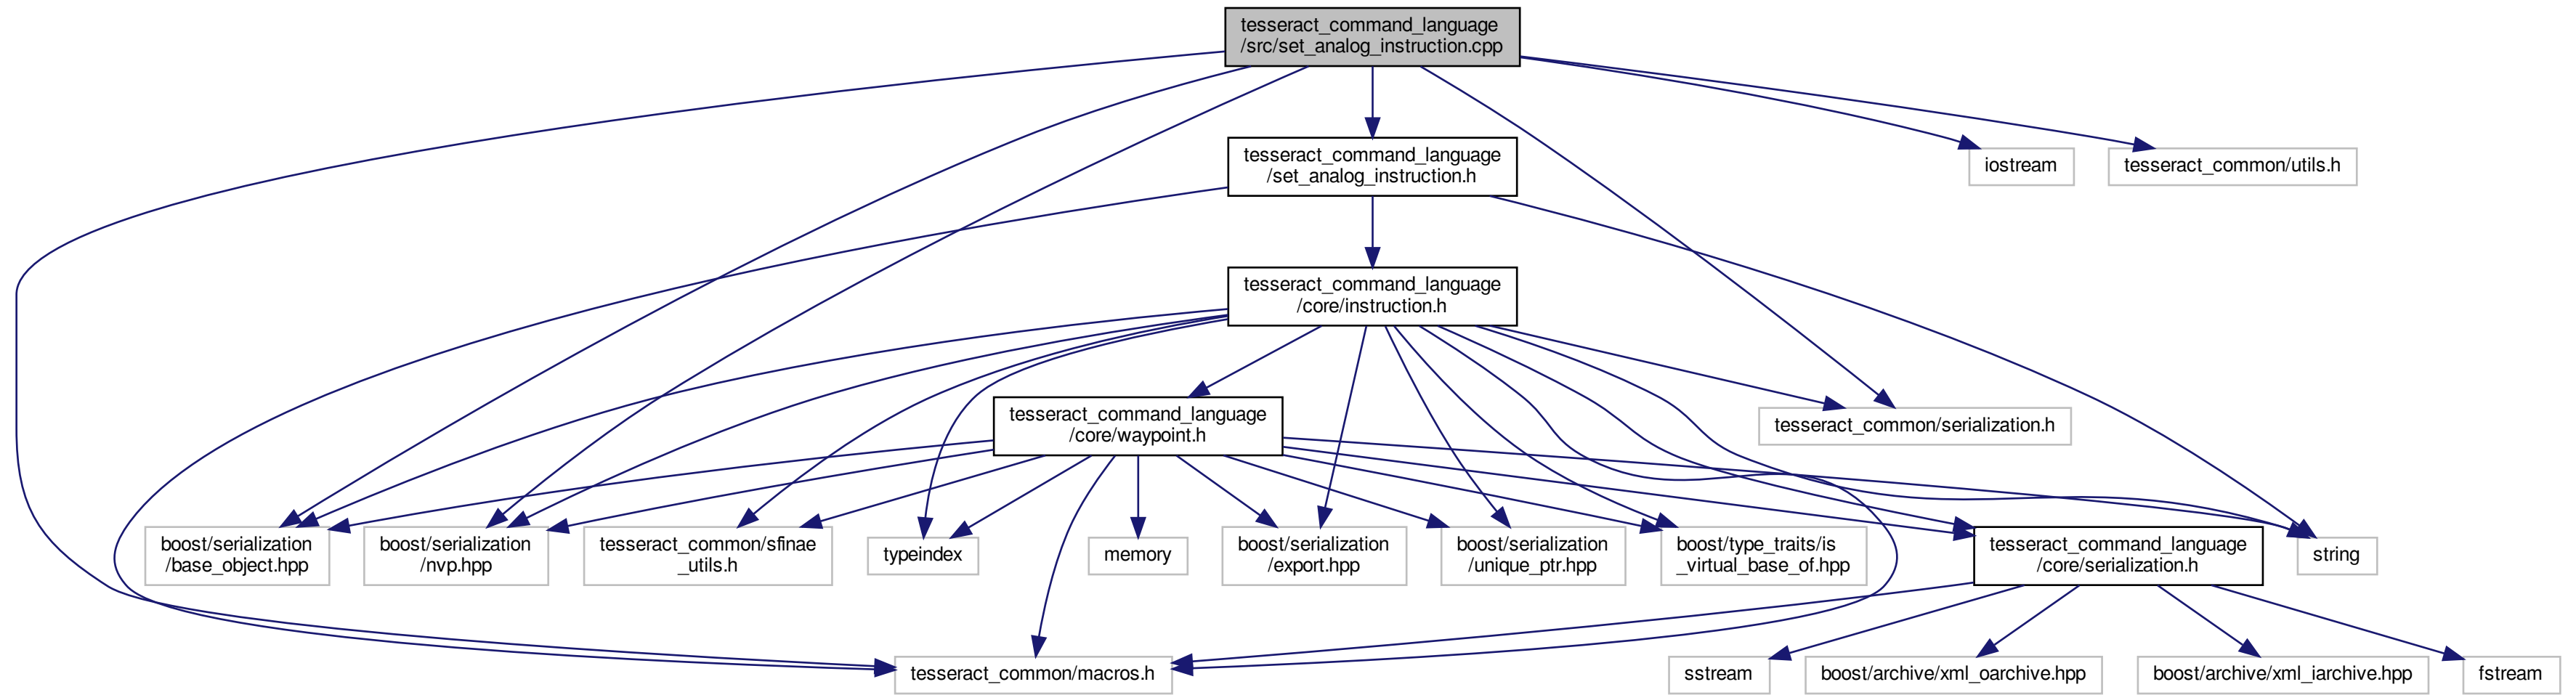 tesseract_command_language
/src/set_analog_instruction.cpp
tesseract_command_language
/set_analog_instruction.h
iostream
tesseract_common/utils.h
tesseract_command_language
/core/instruction.h
tesseract_command_language
/core/waypoint.h
tesseract_common/serialization.h
boost/serialization
/base_object.hpp
boost/serialization
/nvp.hpp
tesseract_common/sfinae
_utils.h
typeindex
memory
boost/serialization
/export.hpp
boost/serialization
/unique_ptr.hpp
boost/type_traits/is
_virtual_base_of.hpp
tesseract_command_language
/core/serialization.h
string
tesseract_common/macros.h
sstream
boost/archive/xml_oarchive.hpp
boost/archive/xml_iarchive.hpp
fstream